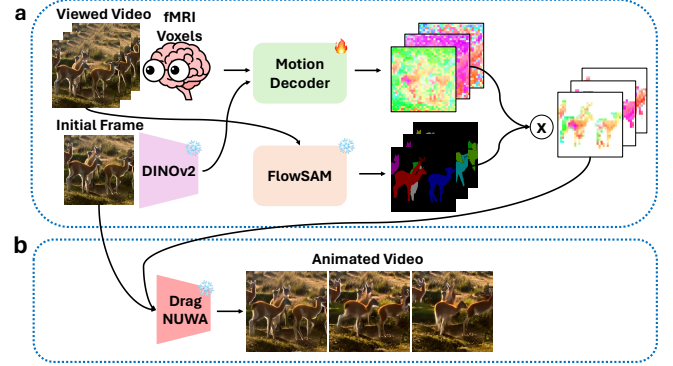 a
Viewed Video
fMRI
Voxels
Motion
Decoder
Initial Frame
DINOv2
FlowSAM
X
b
Animated Video
Drag
NUWA